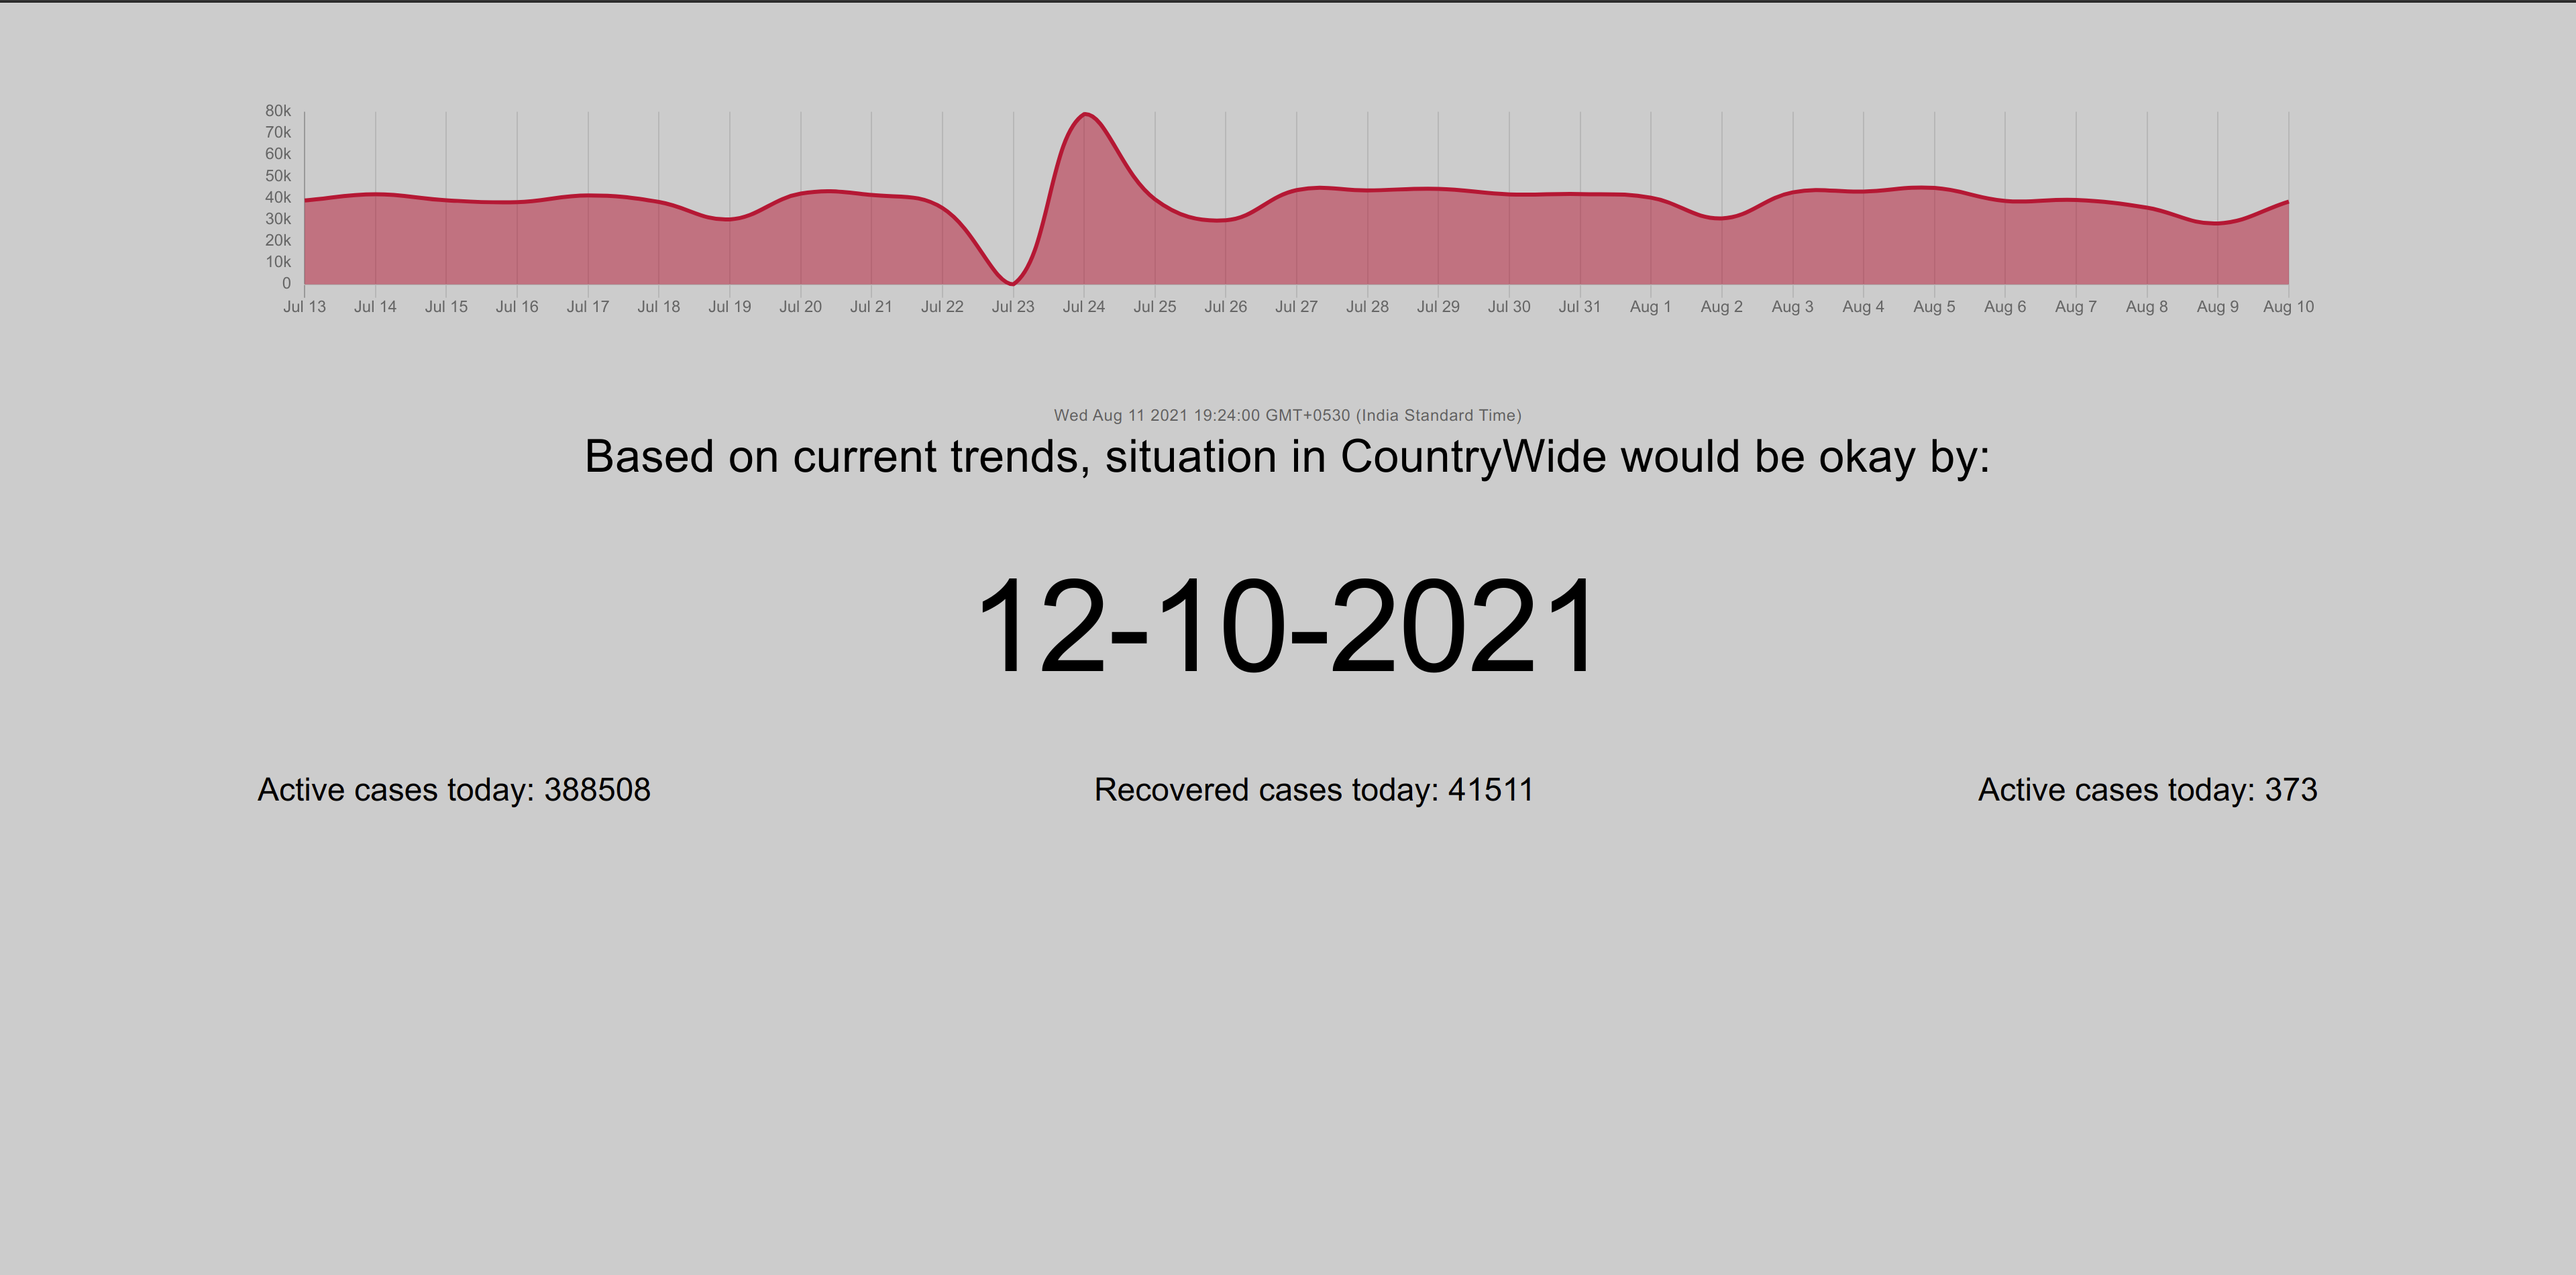 80k
70k
60k
50k
40k
30k
20k
10k
0
Jul 13 Jul 14 Jul 15 Jul 16 Jul 17 Jul 18 Jul 19 Jul 20 Jul 21 Jul 22 Jul 23 Jul 24 Jul 25 Jul 26 Jul 27 Jul 28 Jul 29 Jul 30 Jul 31 Aug 1 Aug 2 Aug 3 Aug 4 Aug 5 Aug 6 Aug 7 Aug 8 Aug 9 Aug 10
Wed Aug 11 2021 19:24:00 GMT+0530 (India Standard Time)
Based on current trends, situation in CountryWide would be okay by:
12-10-2021
Active cases today: 388508 Recovered cases today: 41511 Active cases today: 373